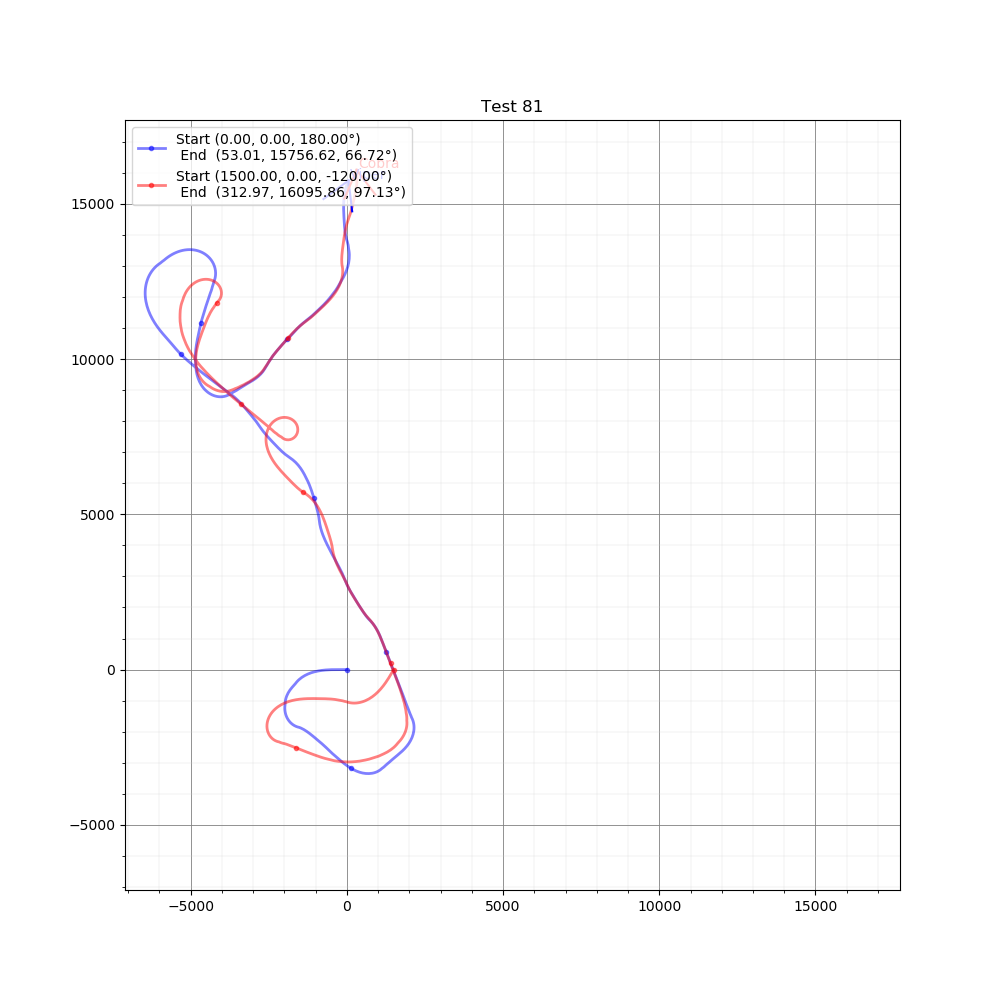 Test 81
Start (0.00, 0.00, 180.00°)
End (53.01, 15756.62, 66.72°)
Cobra
Start (1500.00, 0.00, -120.00°)
End (312.97, 16095.86, 97.13°)
15000
10000
5000
0
−5000
−5000
0
5000
10000
15000